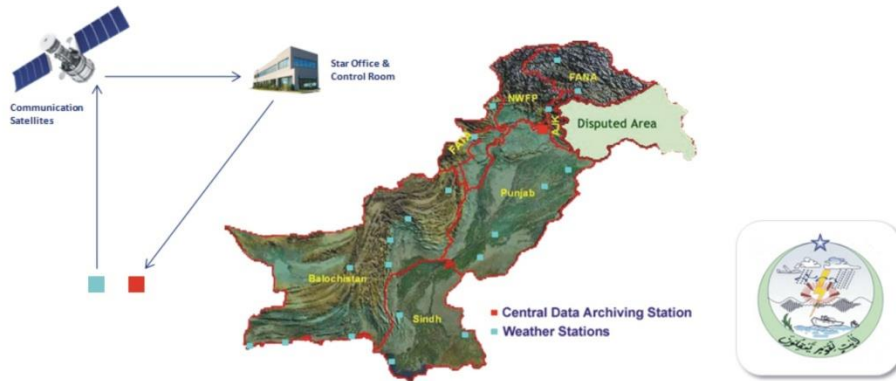 Star Office &
Control Room
Communication
Satellites
FANA
NWFP
AJK
Disputed Area
Punjab
Balochistan
Sindh
Central Data Archiving Station
Weather Stations